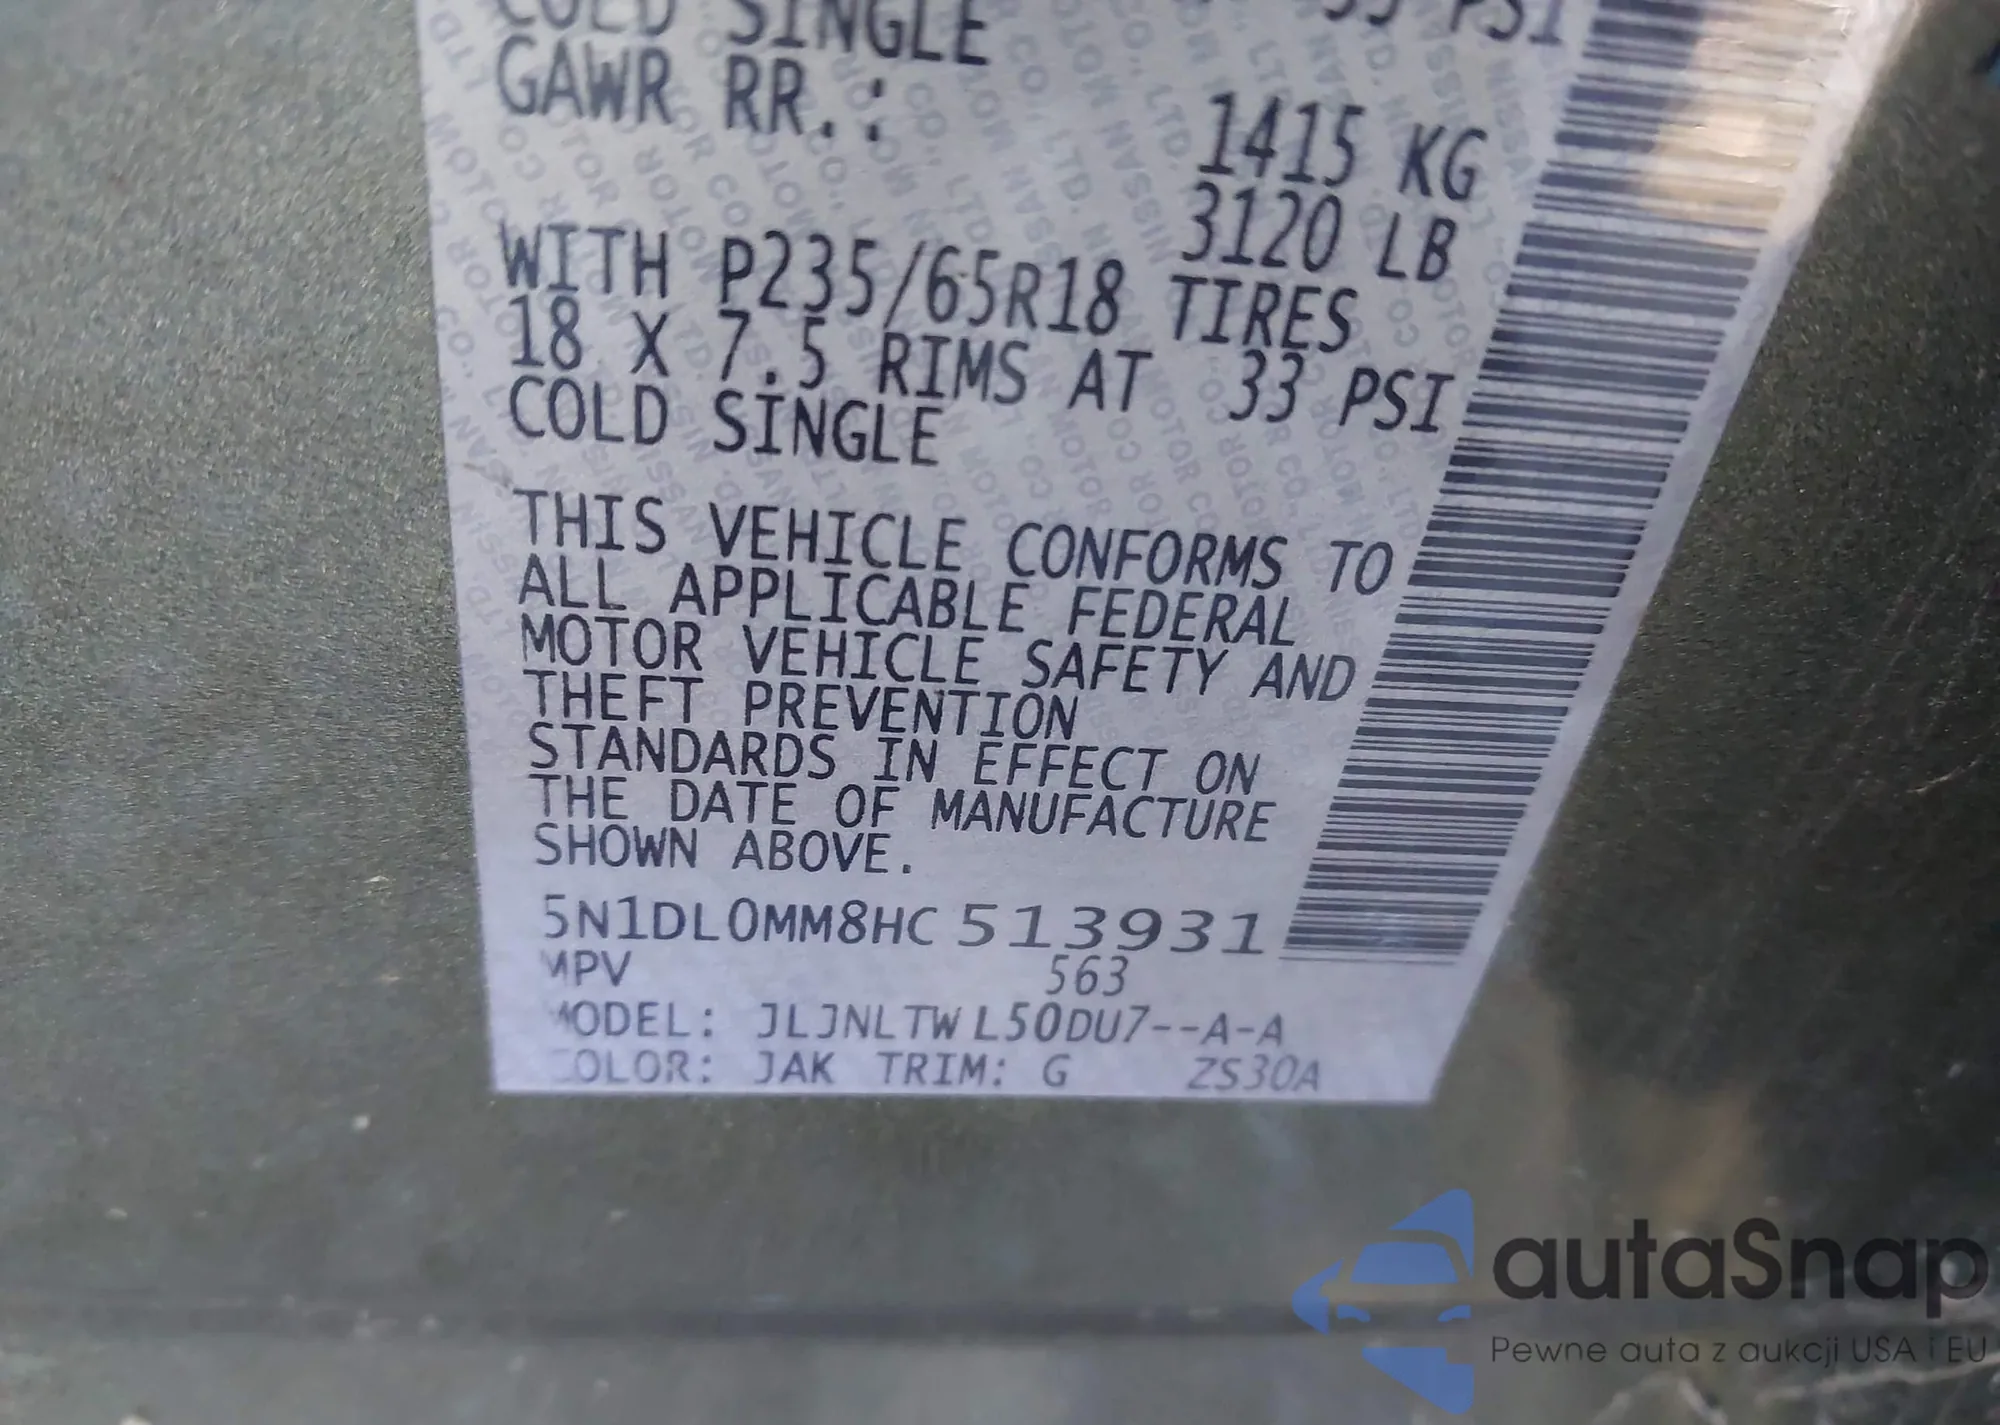 COLD SINGLE
PSI
GAWR RR.:
1415 KG
3120 LB
WITH P235/65R18 TIRES
18 X 7.5 RIMS AT 33 PSI
COLD SINGLE
THIS VEHICLE CONFORMS TO
ALL APPLICABLE FEDERAL
MOTOR VEHICLE SAFETY AND
THEFT PREVENTION
STANDARDS IN EFFECT ON
THE DATE OF MANUFACTURE
SHOWN ABOVE.
5N1DL0MM8HC513931
MPV 563
MODEL: JLJNLTWL50DU7--A-A
COLOR: JAK TRIM: G ZS30A
autaSnap
Pewne auta z aukcji USA i EU